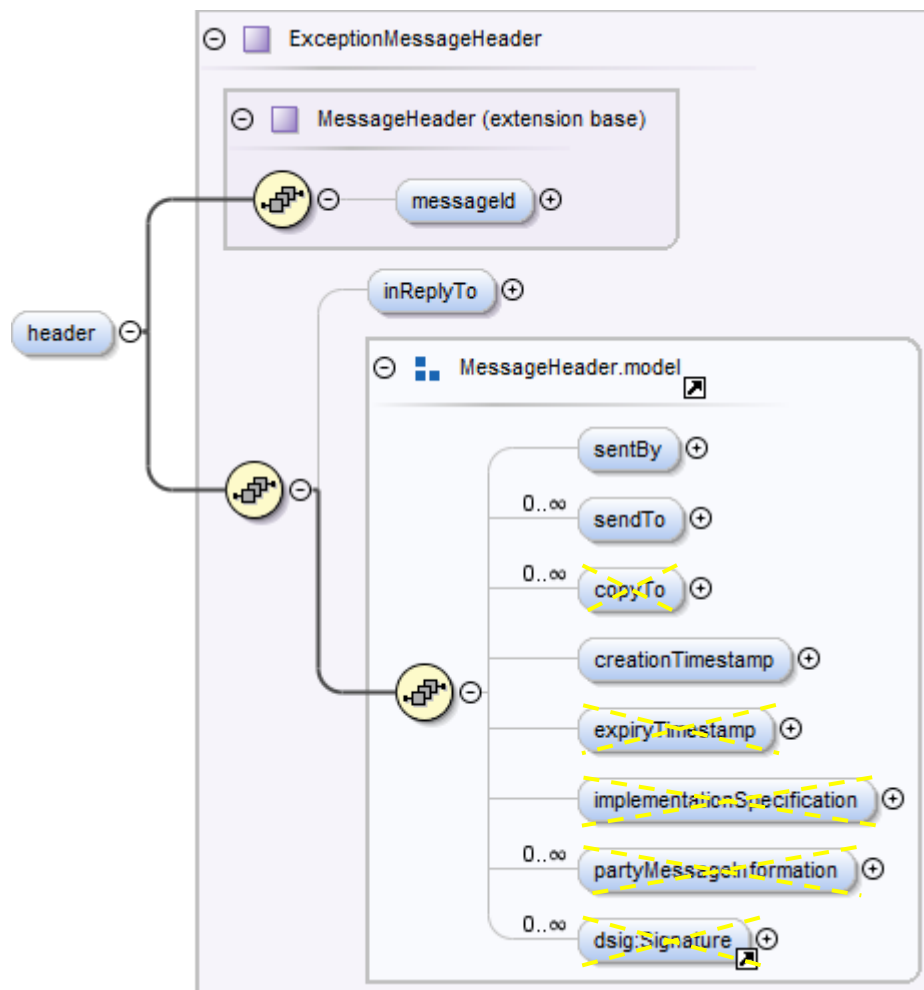 ExceptionMessageHeader
MessageHeader (extension base)
messageId
inReplyTo
header
MessageHeader.model
sentBy
0..∞
sendTo
0..∞
copyTo
creationTimestamp
expiryTimestamp
implementationSpecification
0..∞
partyMessageInformation
0..∞
dsig:Signature